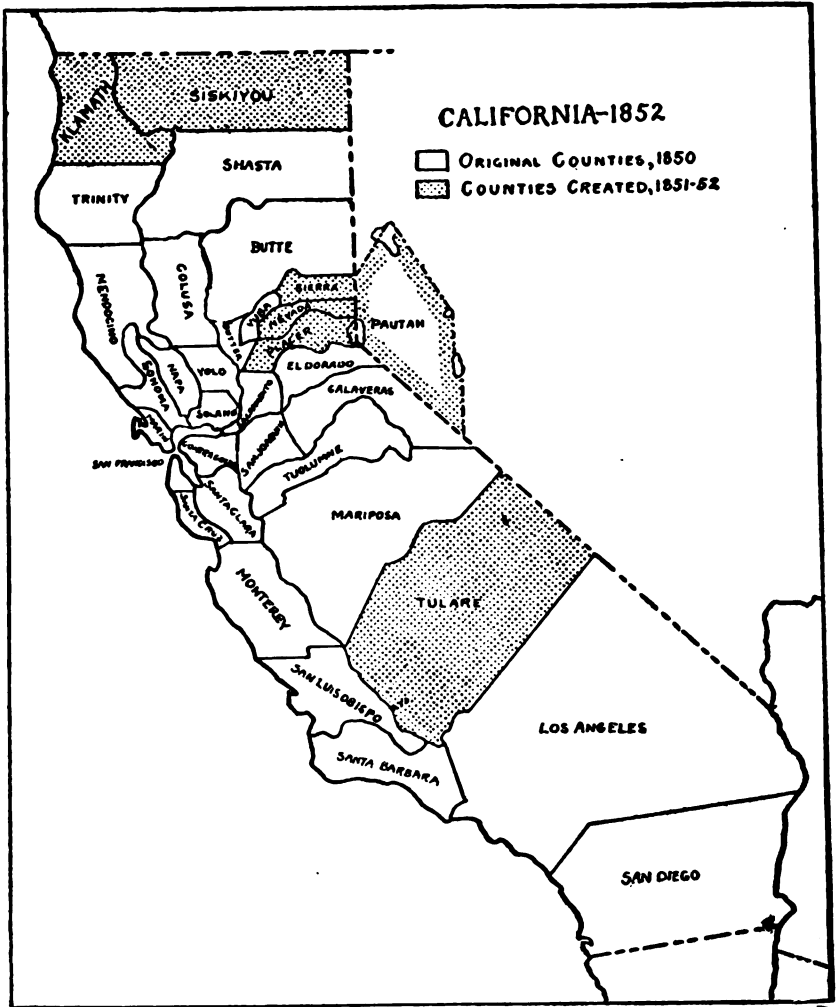 CALIFORNIA-1852
ORIGINAL COUNTIES, 1850
COUNTIES CREATED, 1851-52
KLAMATH
SISKIYOU
SHASTA
TRINITY
BUTTE
COLUSA
MENDOCINO
SIERRA
YUBA
NEVADA
SUTTER
PLACER
PAUTAH
EL DORADO
YOLO
NAPA
SONOMA
CALAVERAS
SOLANO
SACRAMENTO
MARIN
CONTRA COSTA
SAN JOAQUIN
TUOLUMNE
SAN FRANCISCO
SANTA CLARA
SANTA CRUZ
MARIPOSA
MONTEREY
TULARE
SAN LUIS OBISPO
SANTA BARBARA
LOS ANGELES
SAN DIEGO